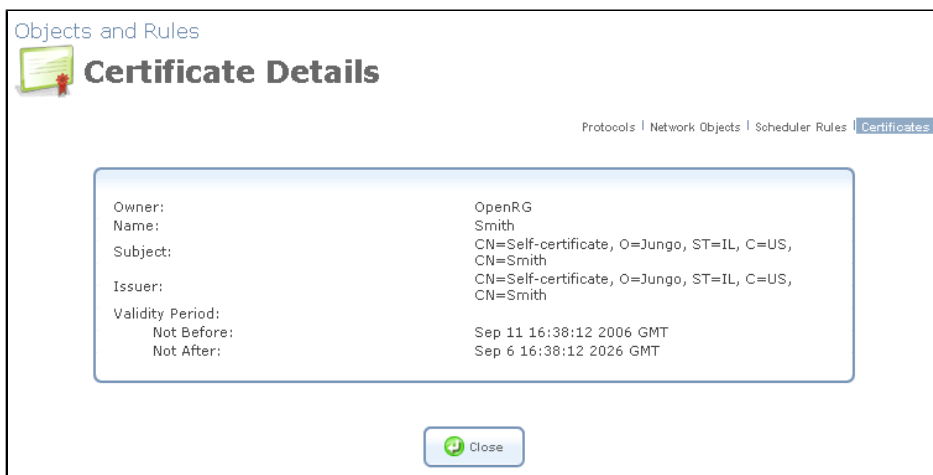 Objects and Rules
Certificate Details
Protocols | Network Objects | Scheduler Rules | Certificates
Owner: OpenRG
Name: Smith
Subject: CN=Self-certificate, O=Jungo, ST=IL, C=US,
CN=Smith
Issuer: CN=Self-certificate, O=Jungo, ST=IL, C=US,
CN=Smith
Validity Period:
Not Before: Sep 11 16:38:12 2006 GMT
Not After: Sep 6 16:38:12 2026 GMT
Close